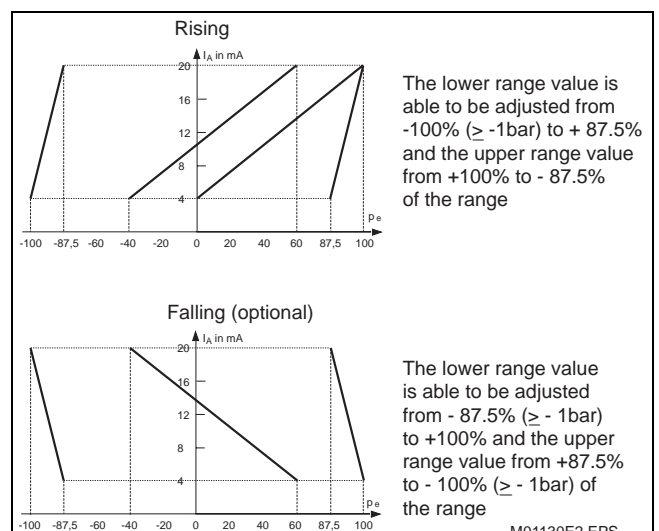 Rising
I A in mA
20
16
12
8
4
p e
-100 -87,5 -60 -40 -20 0 20 40 60 87,5 100
The lower range value is
able to be adjusted from
-100% (≥ -1bar) to + 87.5%
and the upper range value
from +100% to - 87.5%
of the range
Falling (optional)
I A in mA
20
16
12
8
4
p e
-100 -87,5 -60 -40 -20 0 20 40 60 87,5 100
The lower range value
is able to be adjusted
from - 87.5% (≥ - 1bar)
to +100% and the upper
range value from +87.5%
to - 100% (≥ - 1bar) of
the range
M01130E2.EPS